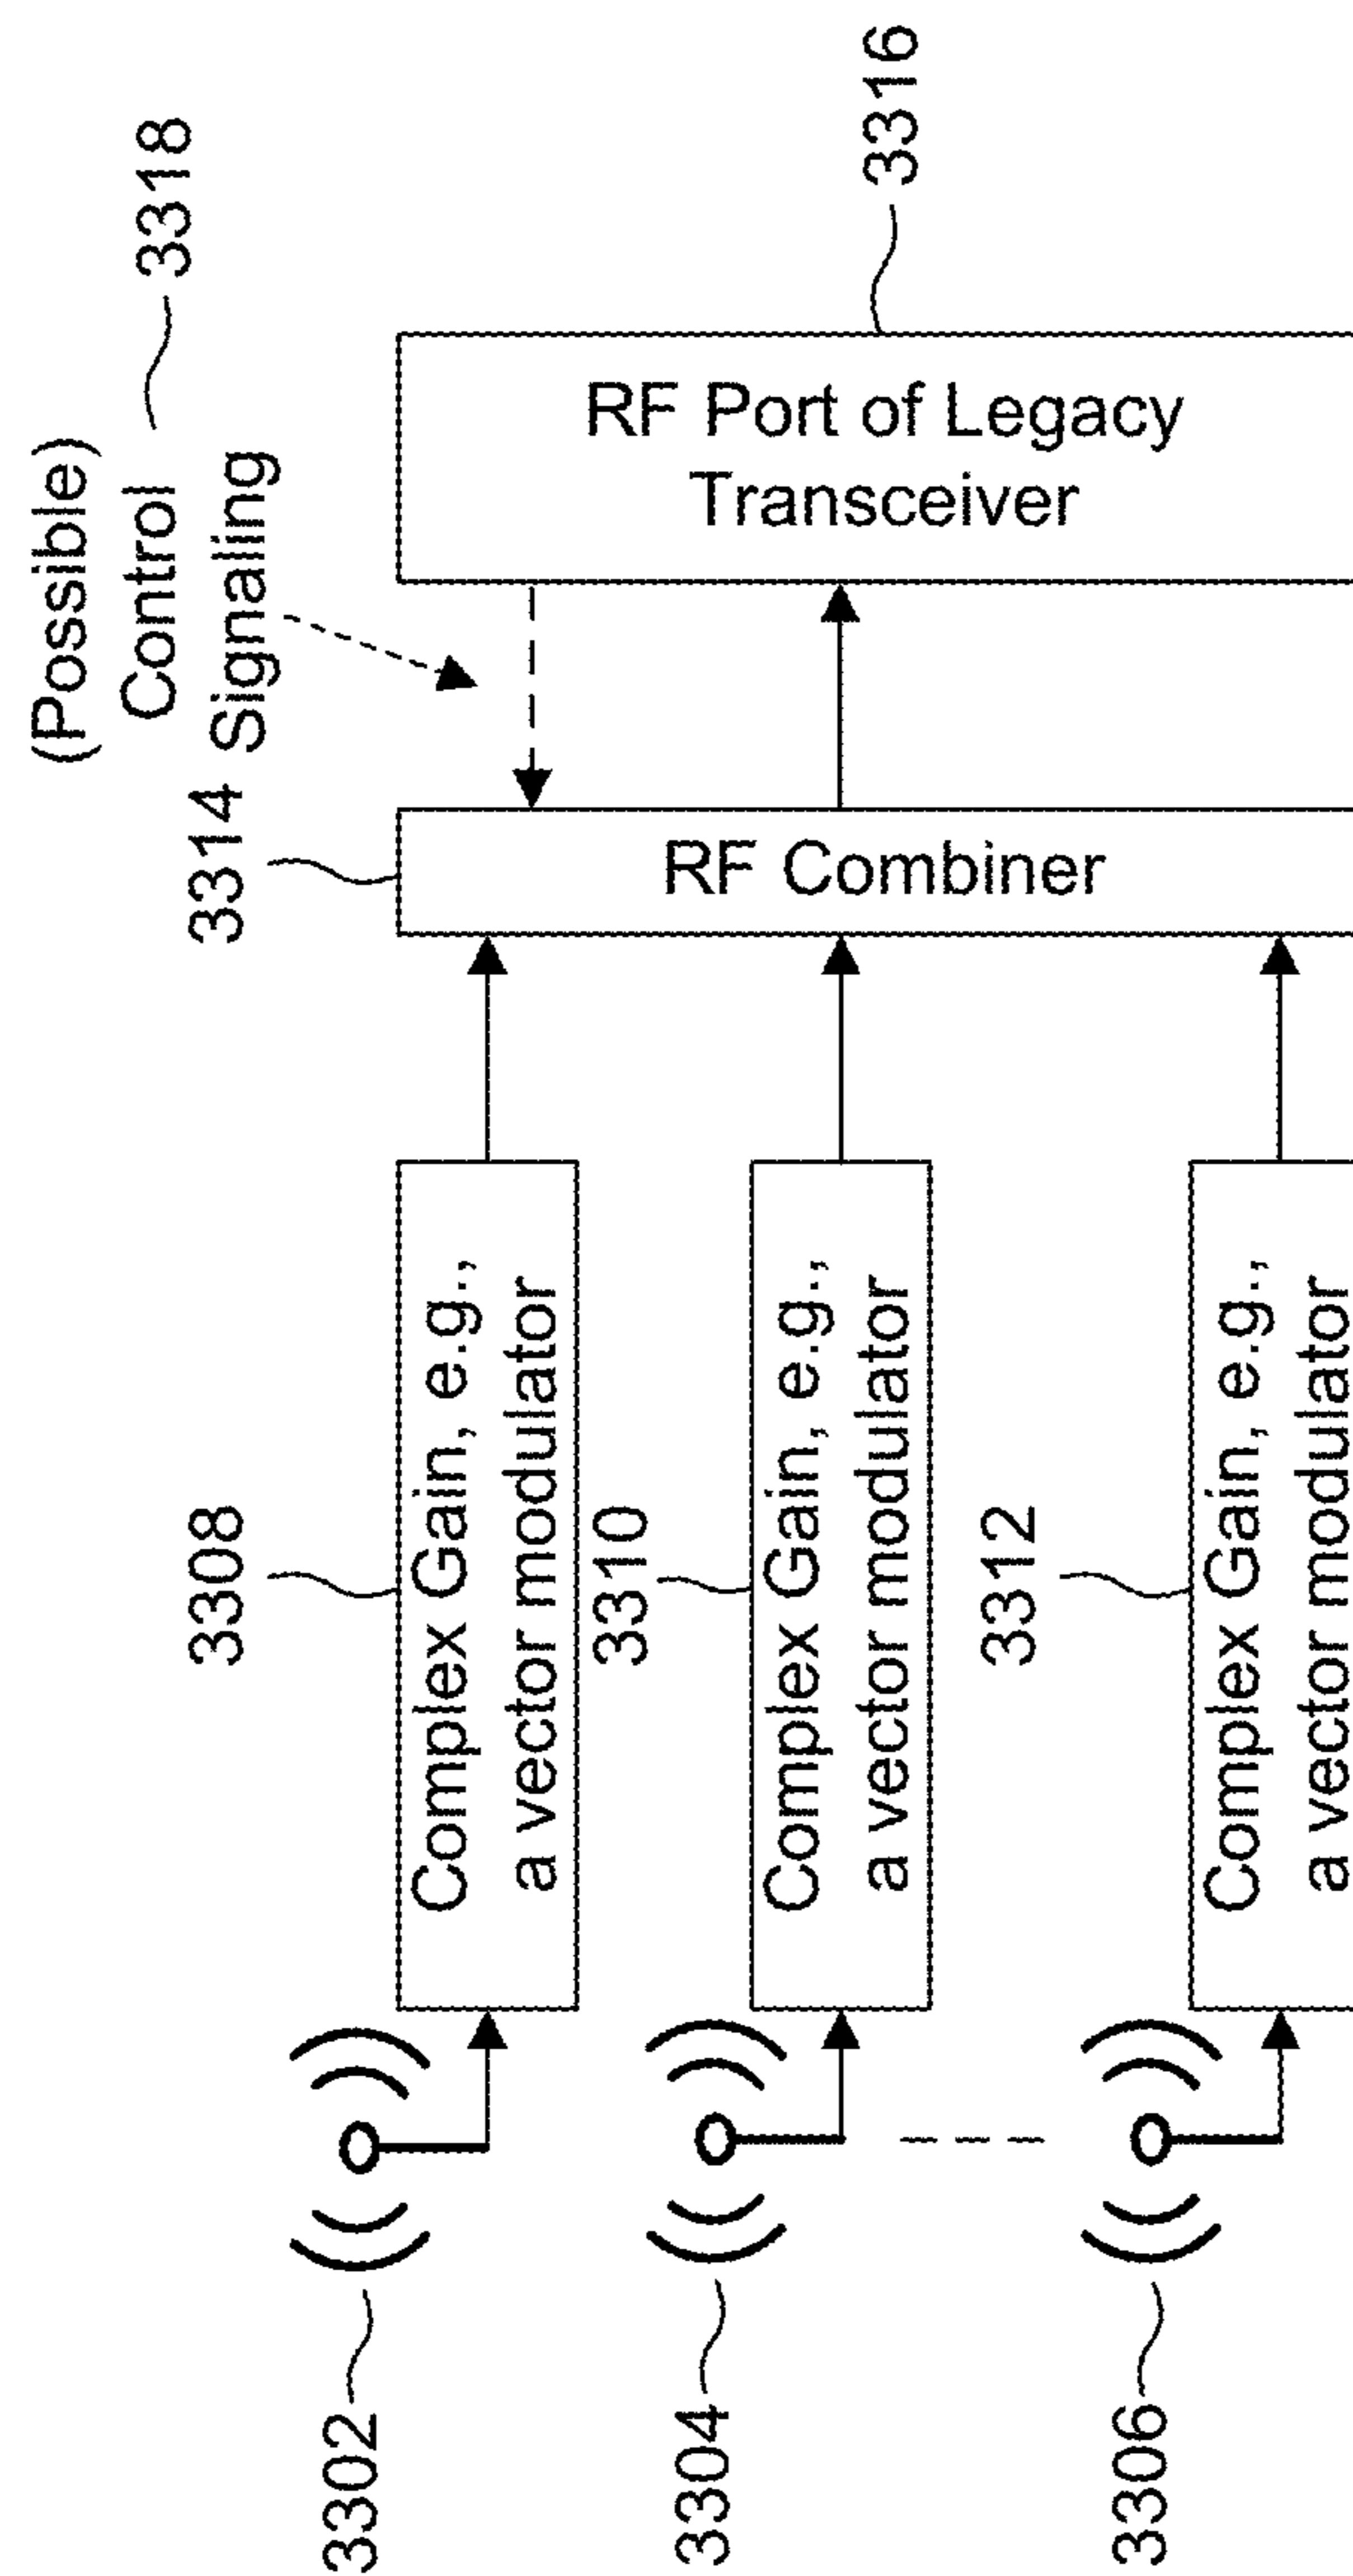 3302
3304
3306
3308
Complex Gain, e.g.,
a vector modulator
3310
Complex Gain, e.g.,
a vector modulator
3312
Complex Gain, e.g.,
a vector modulator
3314
RF Combiner
(Possible)
Control
Signaling
3318
RF Port of Legacy
Transceiver
3316